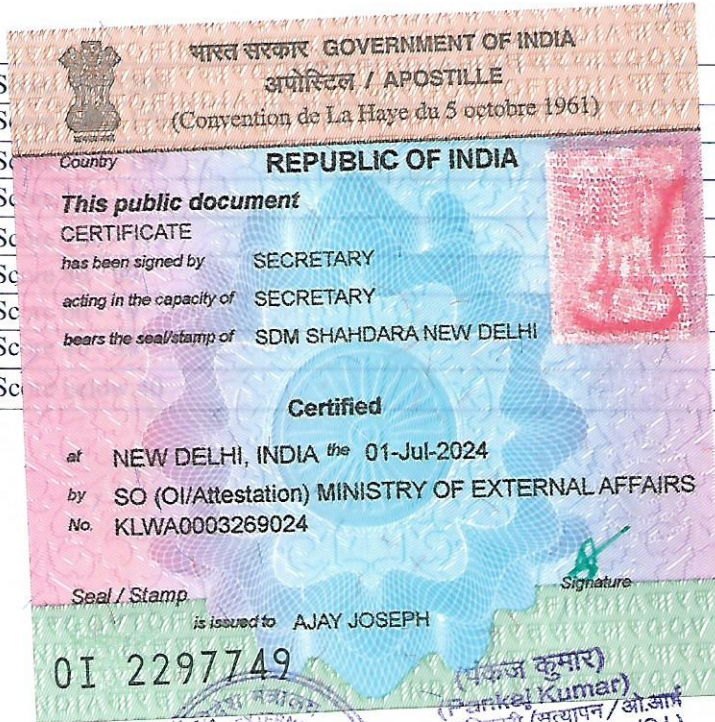 भारत सरकार GOVERNMENT OF INDIA
अपोस्टिल / APOSTILLE
(Convention de La Haye du 5 octobre 1961)
Country REPUBLIC OF INDIA
This public document
CERTIFICATE
has been signed by SECRETARY
acting in the capacity of SECRETARY
bears the seal/stamp of SDM SHAHDARA NEW DELHI
Certified
at NEW DELHI, INDIA the 01-Jul-2024
by SO (OI/Attestation) MINISTRY OF EXTERNAL AFFAIRS
No. KLWA0003269024
Signature
Seal / Stamp
is issued to AJAY JOSEPH
OI 2297749
(पंकज कुमार)
(Pankaj Kumar)